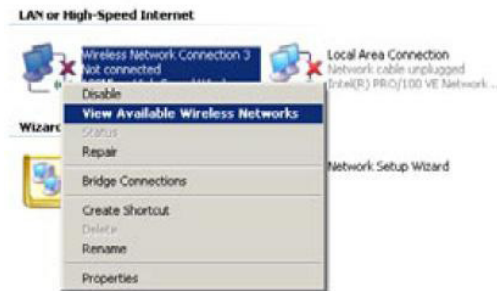 LAN or High-Speed Internet
Wireless Network Connection 3
Not connected
Local Area Connection
Network cable unplugged
Intel(R) PRO/100 VE Network ...
Disable
View Available Wireless Networks
Status
Repair
Bridge Connections
Create Shortcut
Delete
Rename
Properties
Wizard
Network Setup Wizard